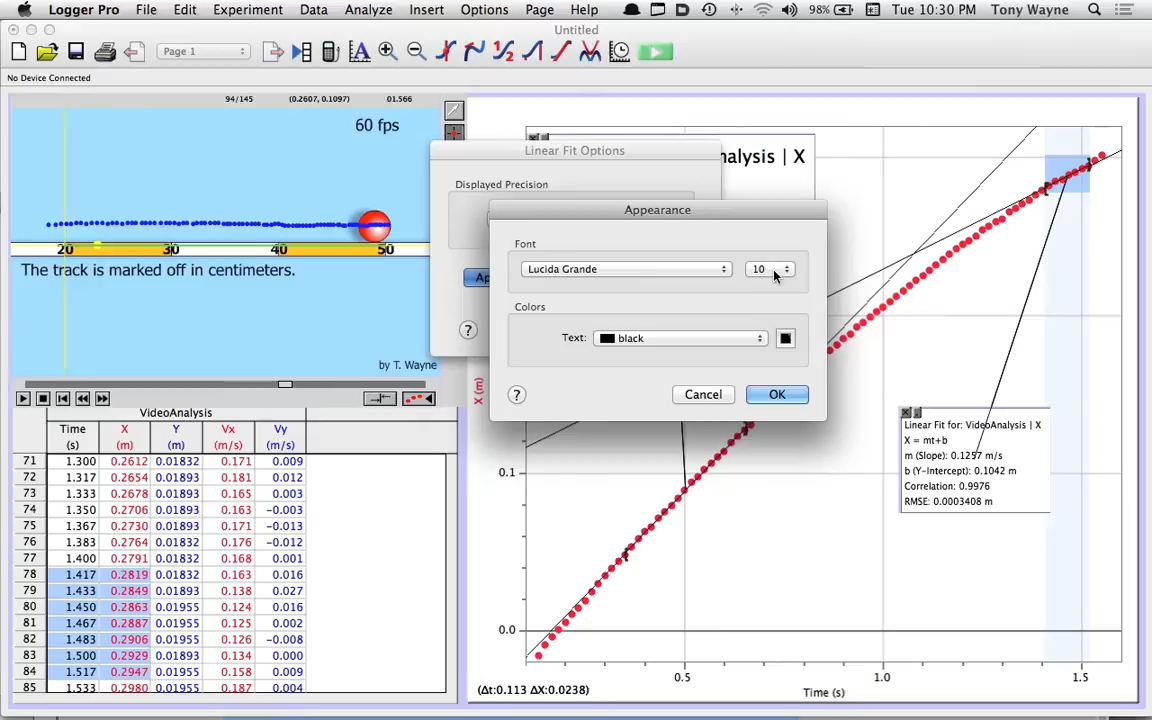 Logger Pro File Edit Experiment Data Analyze Insert Options Page Help 98% Tue 10:30 PM Tony Wayne
Untitled
Page 1
No Device Connected
94/145 (0.2607, 0.1097) 01.566
60 fps
20 30 40 50
The track is marked off in centimeters.
by T. Wayne
VideoAnalysis
Time X Y Vx Vy
(s) (m) (m) (m/s) (m/s)
71 1.300 0.2612 0.01832 0.171 0.009
72 1.317 0.2654 0.01893 0.181 0.012
73 1.333 0.2678 0.01893 0.165 0.003
74 1.350 0.2706 0.01893 0.163 -0.003
75 1.367 0.2730 0.01893 0.171 -0.013
76 1.383 0.2764 0.01832 0.176 -0.012
77 1.400 0.2791 0.01832 0.168 0.001
78 1.417 0.2819 0.01832 0.163 0.016
79 1.433 0.2849 0.01893 0.138 0.027
80 1.450 0.2863 0.01955 0.124 0.016
81 1.467 0.2887 0.01955 0.125 0.002
82 1.483 0.2906 0.01955 0.126 -0.008
83 1.500 0.2929 0.01955 0.134 0.000
84 1.517 0.2947 0.01955 0.158 0.009
85 1.533 0.2980 0.01955 0.187 0.004
Linear Fit Options
Displayed Precision
Ap
?
Appearance
Font
Lucida Grande 10
Colors
Text: black
? Cancel OK
nalysis | X
X (m)
0.1
0.0
0.5 1.0 1.5
Time (s)
(Δt:0.113 ΔX:0.0238)
Linear Fit for: VideoAnalysis | X
X = mt+b
m (Slope): 0.1257 m/s
b (Y-Intercept): 0.1042 m
Correlation: 0.9976
RMSE: 0.0003408 m